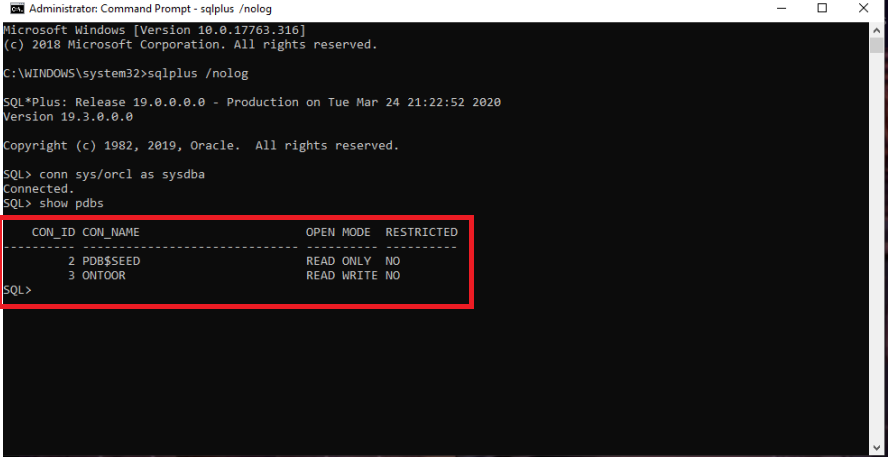 Administrator: Command Prompt - sqlplus /nolog
Microsoft Windows [Version 10.0.17763.316]
(c) 2018 Microsoft Corporation. All rights reserved.
C:\WINDOWS\system32>sqlplus /nolog
SQL*Plus: Release 19.0.0.0.0 - Production on Tue Mar 24 21:22:52 2020
Version 19.3.0.0.0
Copyright (c) 1982, 2019, Oracle.  All rights reserved.
SQL> conn sys/orcl as sysdba
Connected.
SQL> show pdbs
    CON_ID CON_NAME                       OPEN MODE  RESTRICTED
---------- ------------------------------ ---------- ----------
         2 PDB$SEED                       READ ONLY  NO
         3 ONTOOR                         READ WRITE NO
SQL>